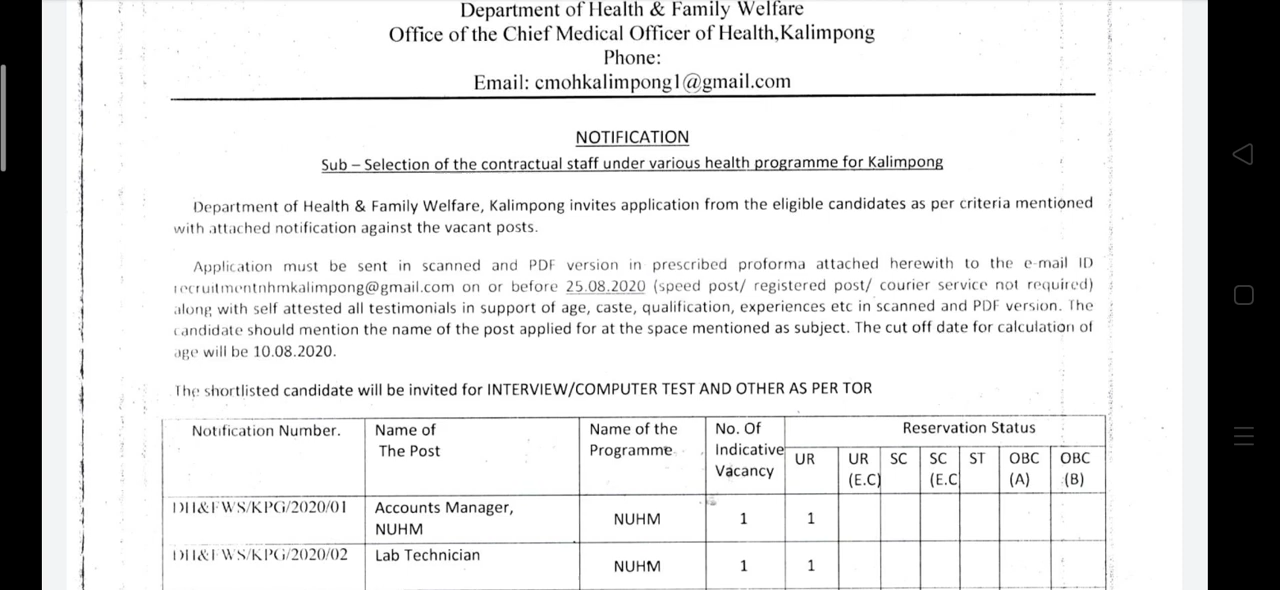 Department of Health & Family Welfare
Office of the Chief Medical Officer of Health,Kalimpong
Phone:
Email: cmohkalimpong1@gmail.com
NOTIFICATION
Sub – Selection of the contractual staff under various health programme for Kalimpong
Department of Health & Family Welfare, Kalimpong invites application from the eligible candidates as per criteria mentioned
with attached notification against the vacant posts.
Application must be sent in scanned and PDF version in prescribed proforma attached herewith to the e-mail ID
recruitmentnhmkalimpong@gmail.com on or before 25.08.2020 (speed post/ registered post/ courier service not required)
along with self attested all testimonials in support of age, caste, qualification, experiences etc in scanned and PDF version. The
candidate should mention the name of the post applied for at the space mentioned as subject. The cut off date for calculation of
age will be 10.08.2020.
The shortlisted candidate will be invited for INTERVIEW/COMPUTER TEST AND OTHER AS PER TOR
Notification Number. Name of The Post Name of the Programme No. Of Indicative Vacancy Reservation Status
UR UR (E.C) SC SC (E.C ST OBC (A) OBC (B)
DH&FWS/KPG/2020/01 Accounts Manager, NUHM NUHM 1 1
DH&FWS/KPG/2020/02 Lab Technician NUHM 1 1